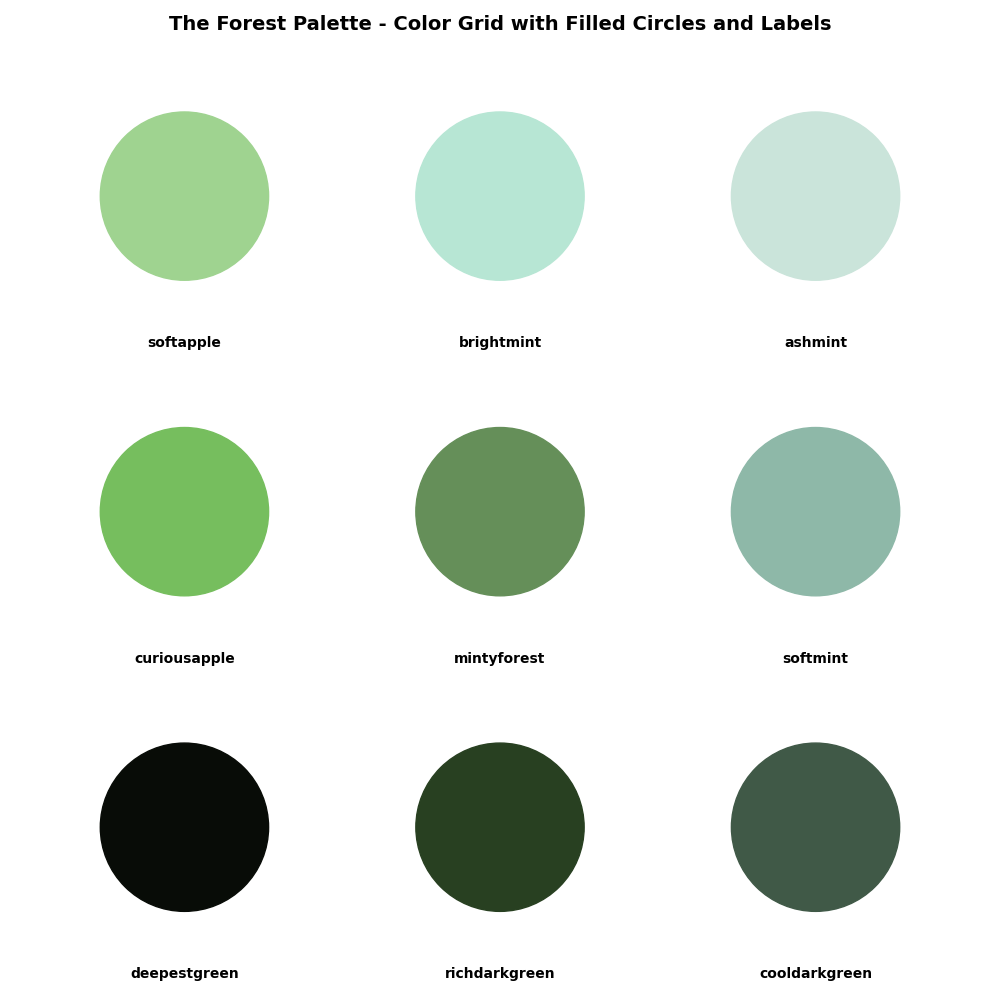 The Forest Palette - Color Grid with Filled Circles and Labels
softapple
brightmint
ashmint
curiousapple
mintyforest
softmint
deepestgreen
richdarkgreen
cooldarkgreen